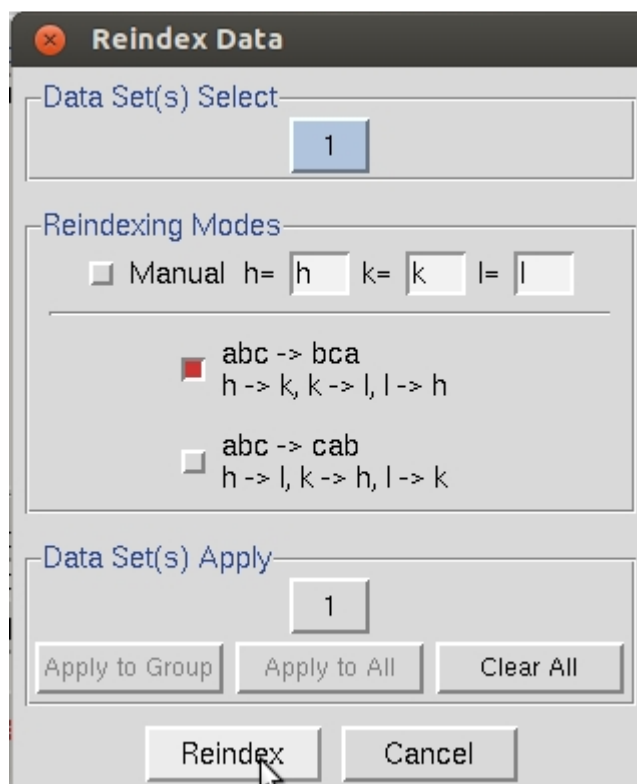 Reindex Data
Data Set(s) Select
1
Reindexing Modes
Manual h= h k= k l= l
abc -> bca
h -> k, k -> l, l -> h
abc -> cab
h -> l, k -> h, l -> k
Data Set(s) Apply
1
Apply to Group Apply to All Clear All
Reindex Cancel